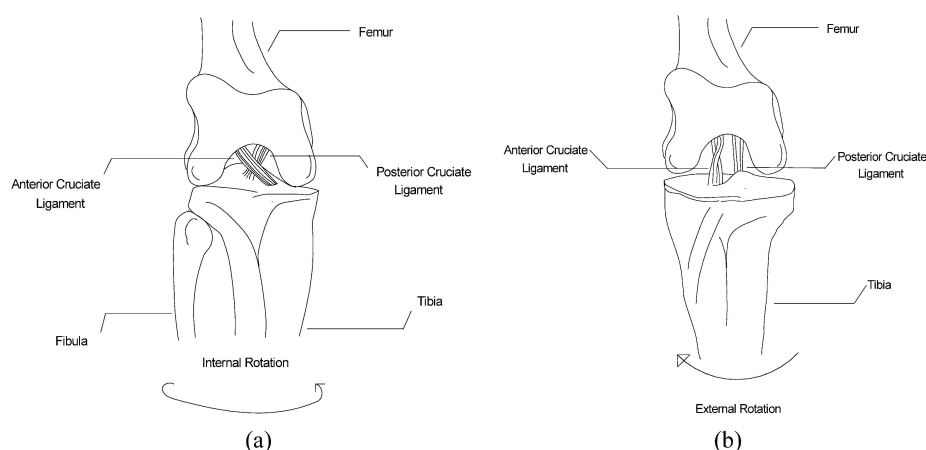 Femur
Anterior Cruciate
Ligament
Posterior Cruciate
Ligament
Fibula
Tibia
Internal Rotation
(a)
Femur
Anterior Cruciate
Ligament
Posterior Cruciate
Ligament
Tibia
External Rotation
(b)